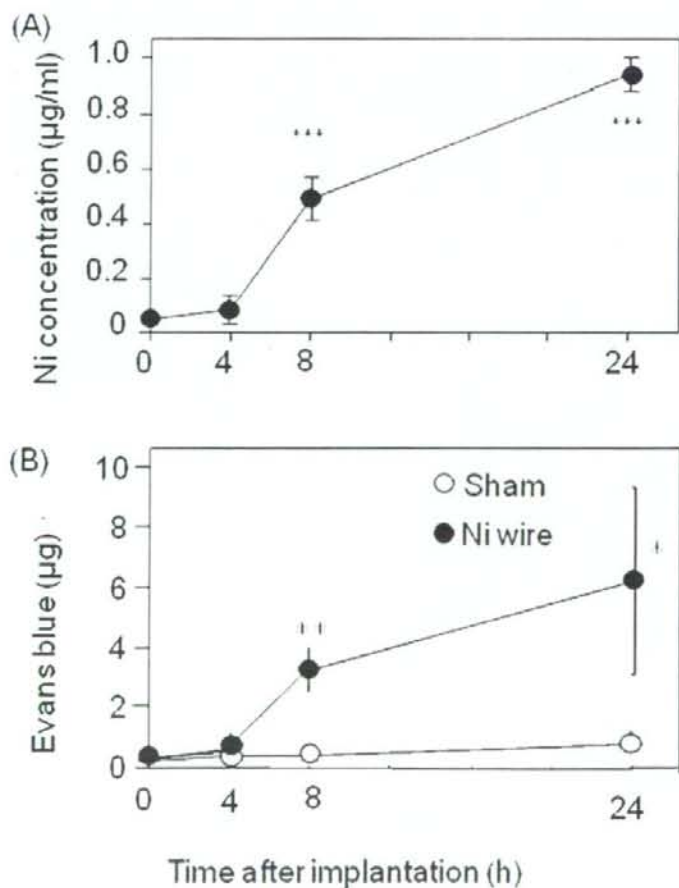 (A)
Ni concentration (µg/ml)
1.0
0.8
0.6
0.4
0.2
0
***
***
0 4 8 24
(B)
Evans blue (µg)
10
8
6
4
2
0
Sham
Ni wire
0 4 8 24
Time after implantation (h)